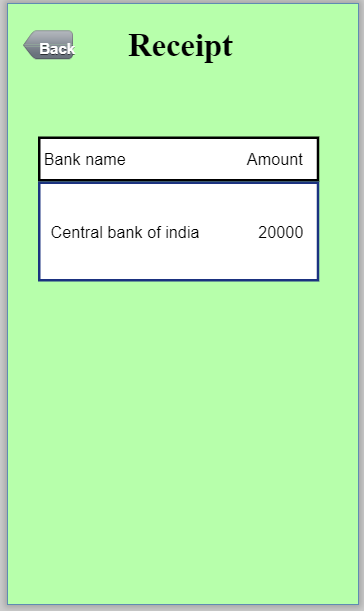 Back Receipt
Bank name Amount
Central bank of india 20000